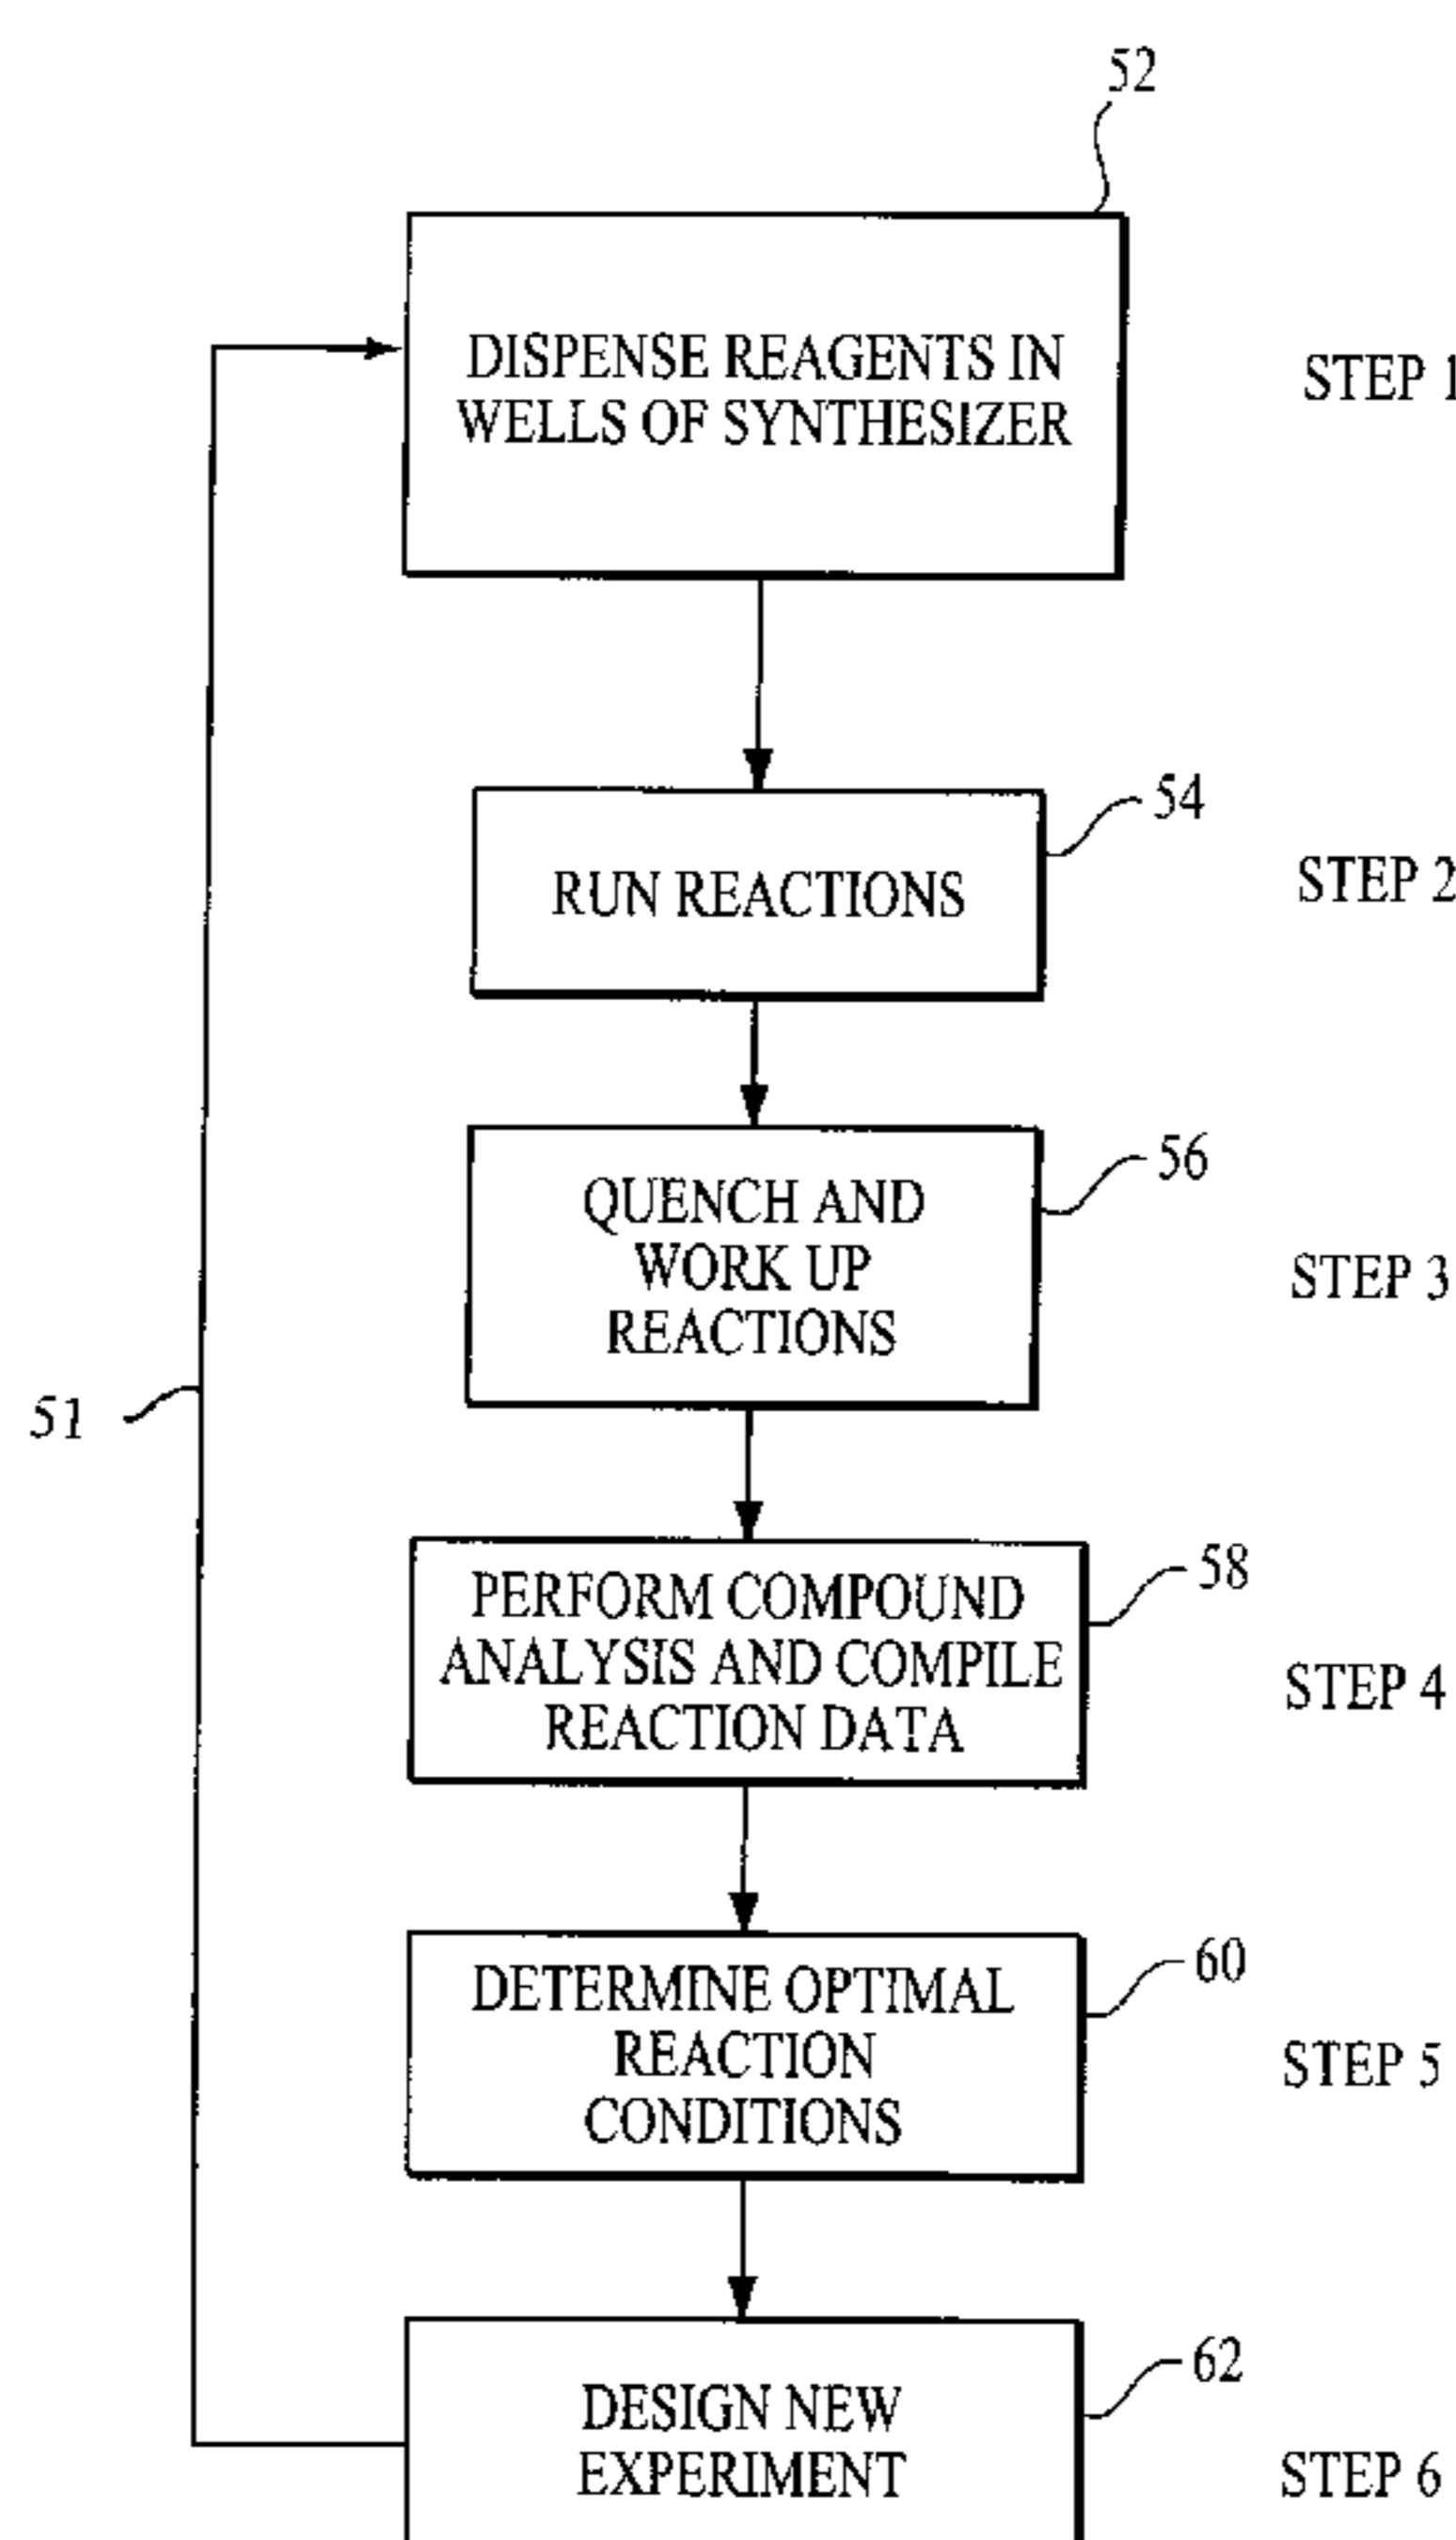 52
DISPENSE REAGENTS IN
WELLS OF SYNTHESIZER
STEP 1
54
RUN REACTIONS
STEP 2
56
QUENCH AND
WORK UP
REACTIONS
STEP 3
51
58
PERFORM COMPOUND
ANALYSIS AND COMPILE
REACTION DATA
STEP 4
60
DETERMINE OPTIMAL
REACTION
CONDITIONS
STEP 5
62
DESIGN NEW
EXPERIMENT
STEP 6